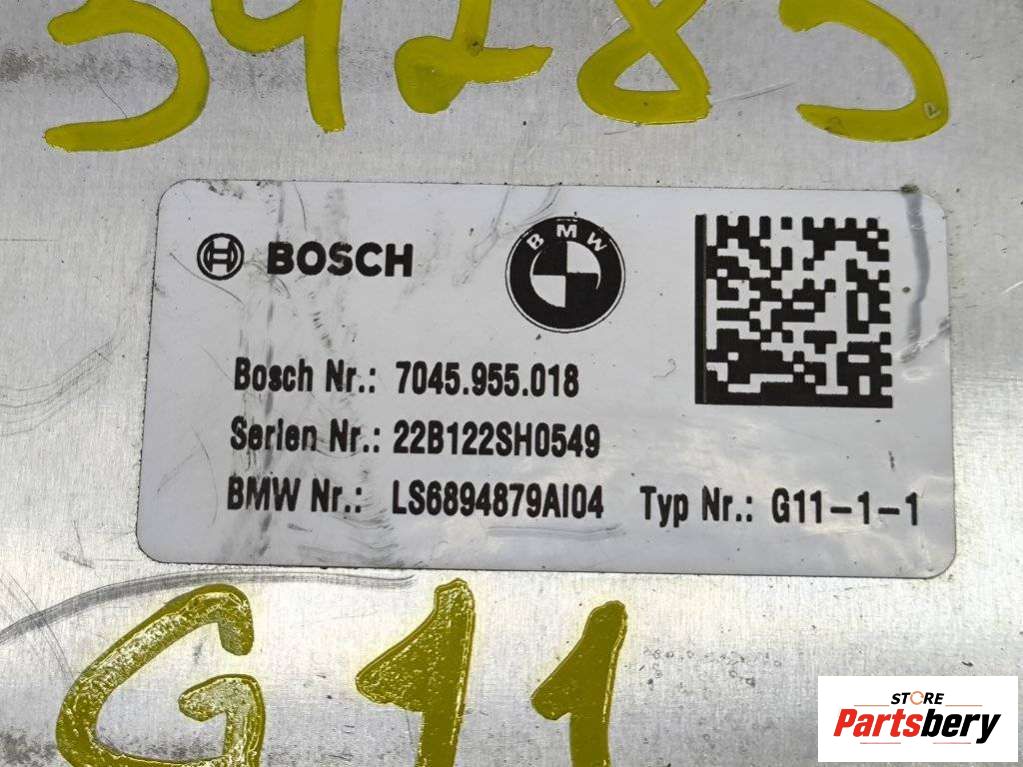 54285
BOSCH
BMW
Bosch Nr.: 7045.955.018
Serien Nr.: 22B122SH0549
BMW Nr.: LS6894879AI04 Typ Nr.: G11-1-1
G11
STORE
Partsbery